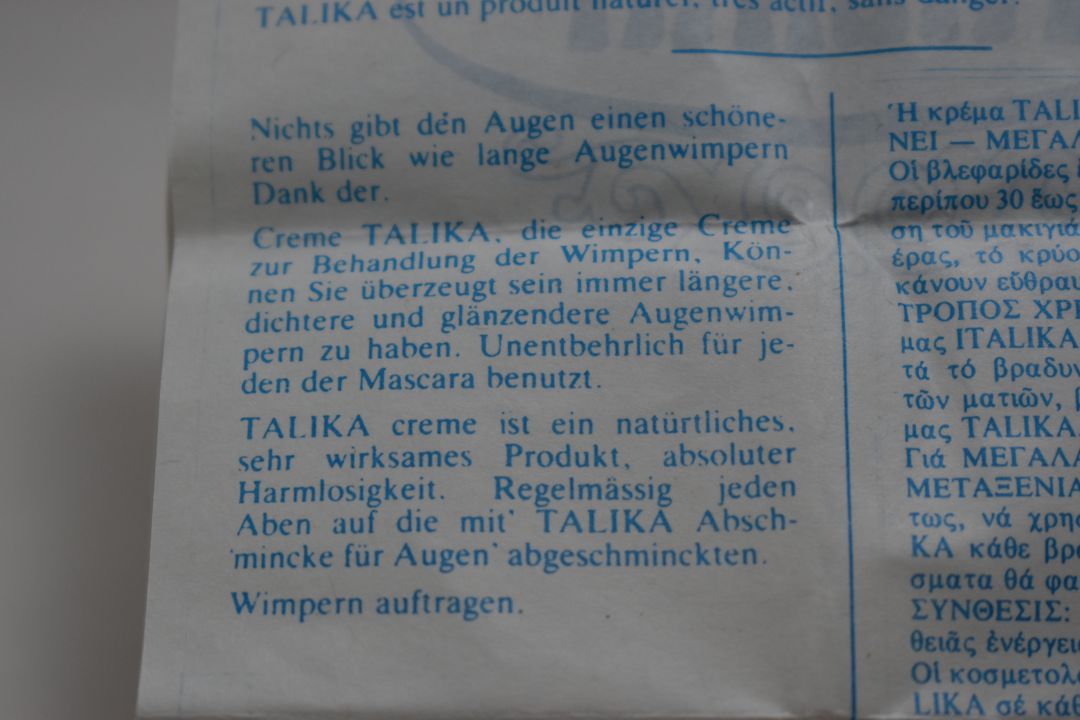 TALIKA est un produit naturel, très actif, sans danger.
Nichts gibt den Augen einen schöne-
ren Blick wie lange Augenwimpern
Dank der.
Creme TALIKA, die einzige Creme
zur Behandlung der Wimpern, Kön-
nen Sie überzeugt sein immer längere,
dichtere und glänzendere Augenwim-
pern zu haben. Unentbehrlich für je-
den der Mascara benutzt.
TALIKA creme ist ein natürtliches,
sehr wirksames Produkt, absoluter
Harmlosigkeit. Regelmässig jeden
Aben auf die mit' TALIKA Absch-
'mincke für Augen' abgeschminckten.
Wimpern auftragen.
Ἡ κρέμα TALI
ΝΕΙ — ΜΕΓΑΛ
Οἱ βλεφαρίδες
περίπου 30 ἕως
ση τοῦ μακιγιά
έρας, τό κρύο
κάνουν εὔθραυ
ΤΡΟΠΟΣ ΧΡΗ
μας ITALIKA
τά τό βραδυν
τῶν ματιῶν,
μας TALIKA
Γιά ΜΕΓΑΛΑ
ΜΕΤΑΞΕΝΙΑ
τως, νά χρησ
ΚΑ κάθε βρα
σματα θά φα
ΣΥΝΘΕΣΙΣ:
θειᾶς ἐνέργει
Οἱ κοσμετολ
LIKA σέ κάθ